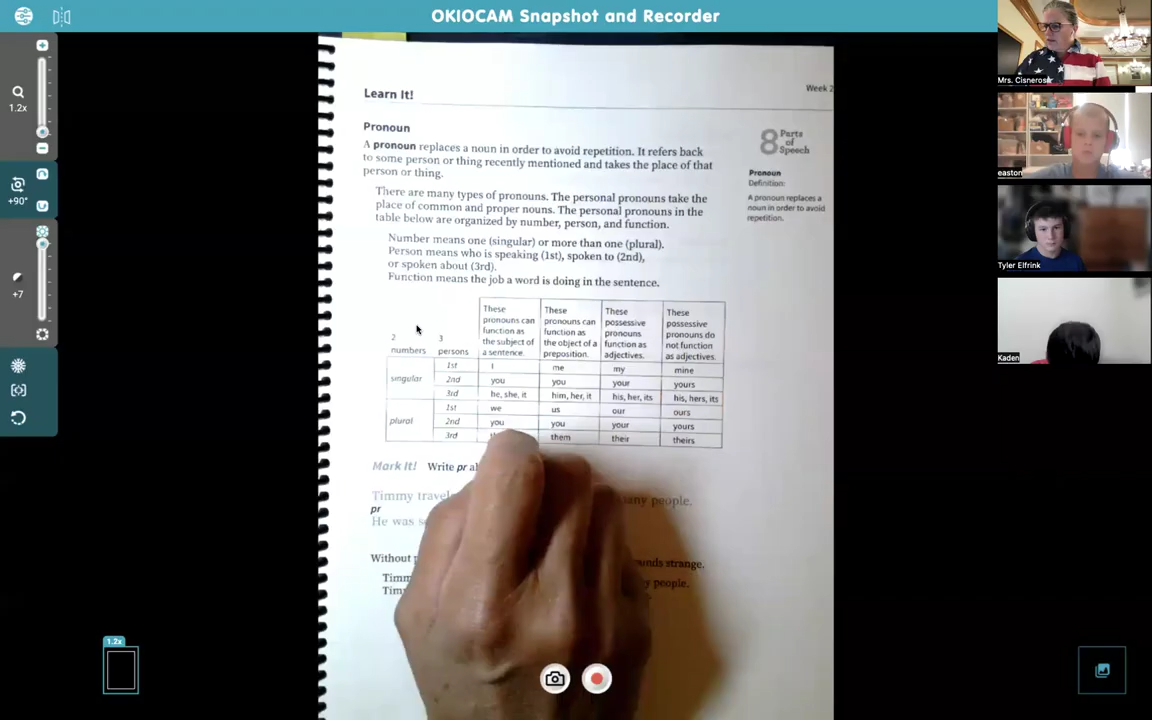 OKIOCAM Snapshot and Recorder
1.2x
+90°
+7
1.2x
Mrs. Cisneros
easton
Tyler Elfrink
Kaden
Week 2
Learn It!
Pronoun
A pronoun replaces a noun in order to avoid repetition. It refers back
to some person or thing recently mentioned and takes the place of that
person or thing.
There are many types of pronouns. The personal pronouns take the
place of common and proper nouns. The personal pronouns in the
table below are organized by number, person, and function.
Number means one (singular) or more than one (plural).
Person means who is speaking (1st), spoken to (2nd),
or spoken about (3rd).
Function means the job a word is doing in the sentence.
8 Parts
of
Speech
Pronoun
Definition:
A pronoun replaces a
noun in order to avoid
repetition.
2
numbers
3
persons
These
pronouns can
function as
the subject of
a sentence.
These
pronouns can
function as
the object of a
preposition.
These
possessive
pronouns
function as
adjectives.
These
possessive
pronouns do
not function
as adjectives.
singular
1st I me my mine
2nd you you your yours
3rd he, she, it him, her, it his, her, its his, hers, its
plural
1st we us our ours
2nd you you your yours
3rd them their theirs
Mark It! Write pr
Timmy many people.
pr
He was
Without strange.
people.